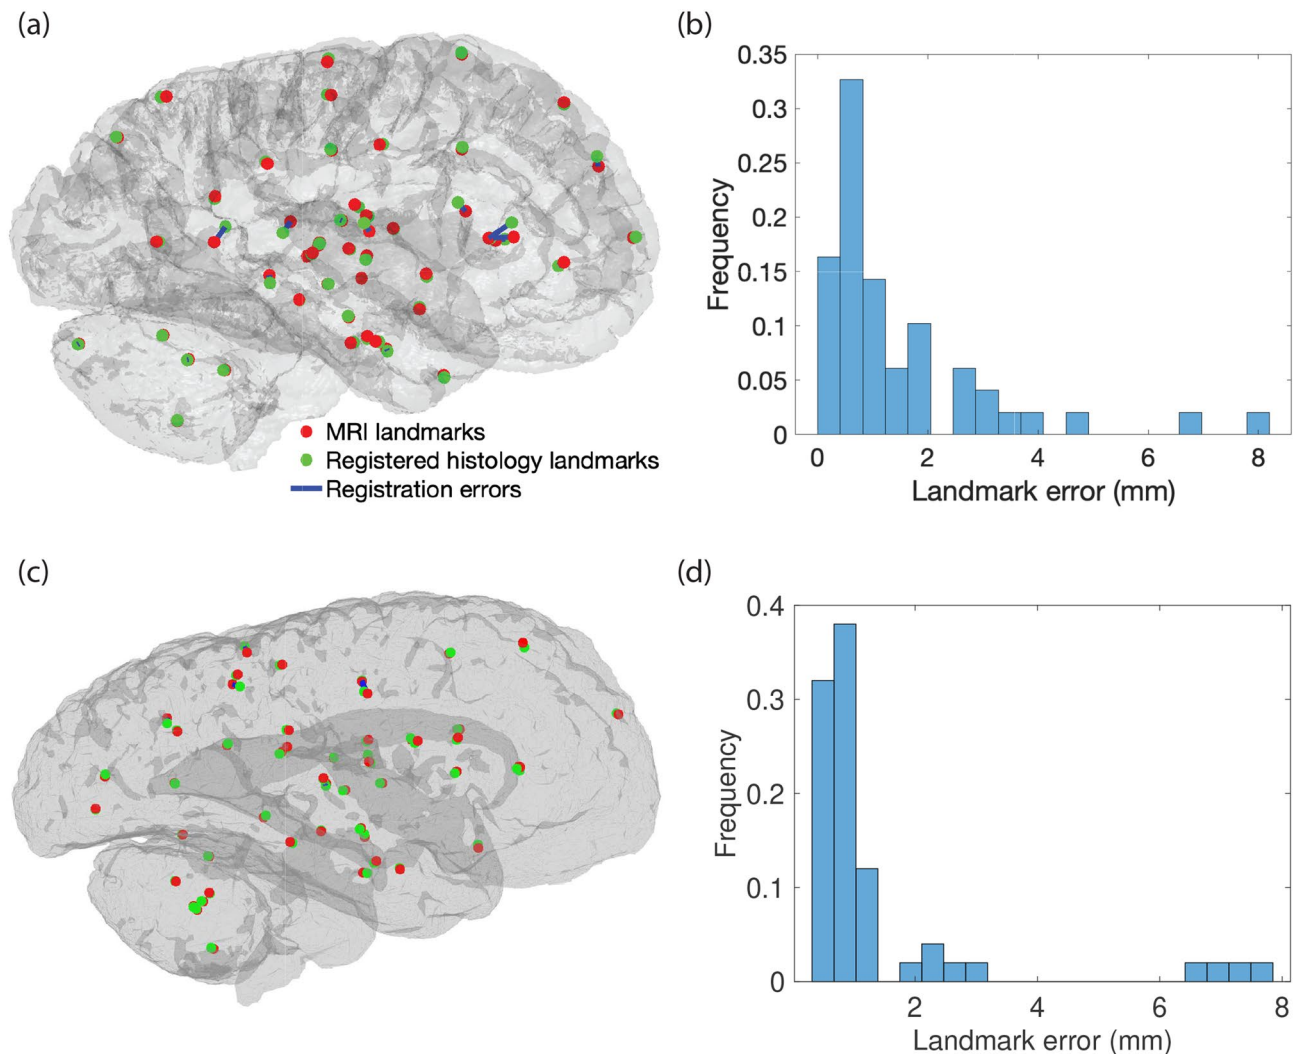 (a)
MRI landmarks
Registered histology landmarks
Registration errors
(b)
0.35
0.3
0.25
0.2
0.15
0.1
0.05
0
Frequency
0 2 4 6 8
Landmark error (mm)
(c)
(d)
0.4
0.3
0.2
0.1
0
Frequency
2 4 6 8
Landmark error (mm)